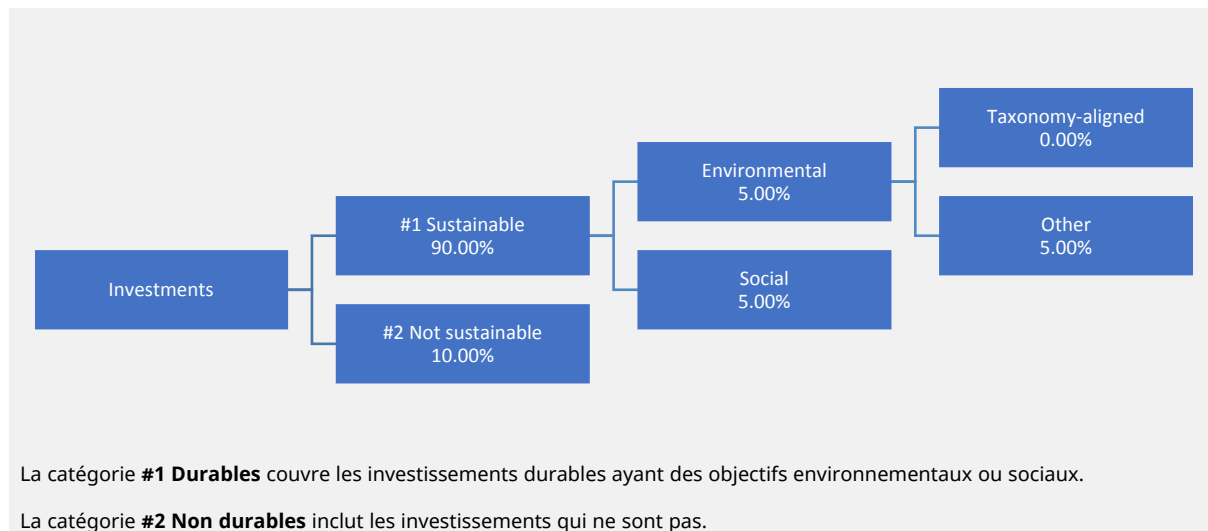 Taxonomy-aligned
0.00%
Environmental
5.00%
#1 Sustainable
90.00%
Other
5.00%
Investments
Social
5.00%
#2 Not sustainable
10.00%
La catégorie #1 Durables couvre les investissements durables ayant des objectifs environnementaux ou sociaux.
La catégorie #2 Non durables inclut les investissements qui ne sont pas.